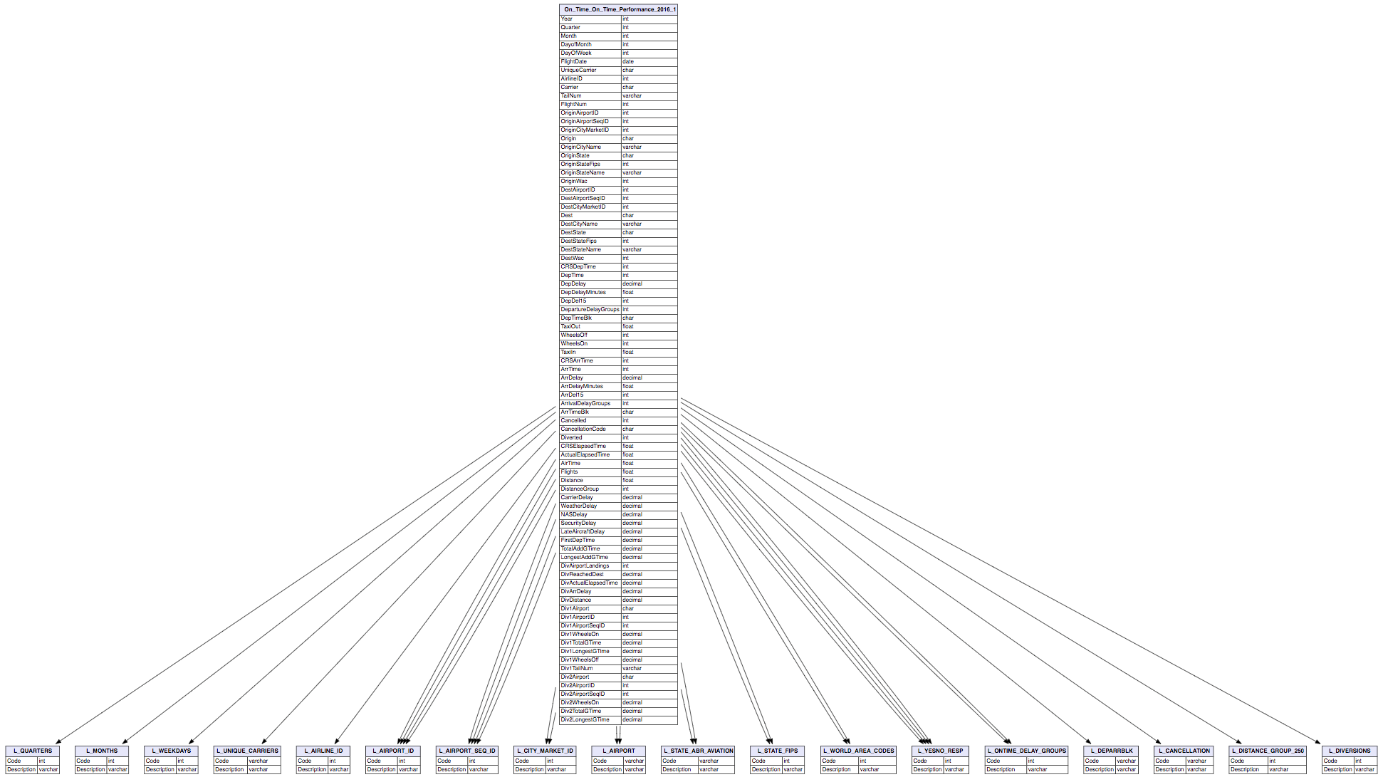 On_Time_On_Time_Performance_2016_1
Year int
Quarter int
Month int
DayofMonth int
DayOfWeek int
FlightDate date
UniqueCarrier char
AirlineID int
Carrier char
TailNum varchar
FlightNum int
OriginAirportID int
OriginAirportSeqID int
OriginCityMarketID int
Origin char
OriginCityName varchar
OriginState char
OriginStateFips int
OriginStateName varchar
OriginWac int
DestAirportID int
DestAirportSeqID int
DestCityMarketID int
Dest char
DestCityName varchar
DestState char
DestStateFips int
DestStateName varchar
DestWac int
CRSDepTime int
DepTime int
DepDelay decimal
DepDelayMinutes float
DepDel15 int
DepartureDelayGroups int
DepTimeBlk char
TaxiOut float
WheelsOff int
WheelsOn int
TaxiIn float
CRSArrTime int
ArrTime int
ArrDelay decimal
ArrDelayMinutes float
ArrDel15 int
ArrivalDelayGroups int
ArrTimeBlk char
Cancelled int
CancellationCode char
Diverted int
CRSElapsedTime float
ActualElapsedTime float
AirTime float
Flights float
Distance float
DistanceGroup int
CarrierDelay decimal
WeatherDelay decimal
NASDelay decimal
SecurityDelay decimal
LateAircraftDelay decimal
FirstDepTime decimal
TotalAddGTime decimal
LongestAddGTime decimal
DivAirportLandings int
DivReachedDest decimal
DivActualElapsedTime decimal
DivArrDelay decimal
DivDistance decimal
Div1Airport char
Div1AirportID int
Div1AirportSeqID int
Div1WheelsOn decimal
Div1TotalGTime decimal
Div1LongestGTime decimal
Div1WheelsOff decimal
Div1TailNum varchar
Div2Airport char
Div2AirportID int
Div2AirportSeqID int
Div2WheelsOn decimal
Div2TotalGTime decimal
Div2LongestGTime decimal
L_QUARTERS L_MONTHS L_WEEKDAYS L_UNIQUE_CARRIERS L_AIRLINE_ID L_AIRPORT_ID L_AIRPORT_SEQ_ID L_CITY_MARKET_ID L_AIRPORT L_STATE_ABR_AVIATION L_STATE_FIPS L_WORLD_AREA_CODES L_YESNO_RESP L_ONTIME_DELAY_GROUPS L_DEPARRBLK L_CANCELLATION L_DISTANCE_GROUP_250 L_DIVERSIONS
Code int Code int Code int Code varchar Code int Code int Code int Code int Code varchar Code varchar Code int Code int Code int Code int Code varchar Code varchar Code int Code int
Description varchar Description varchar Description varchar Description varchar Description varchar Description varchar Description varchar Description varchar Description varchar Description varchar Description varchar Description varchar Description varchar Description varchar Description varchar Description varchar Description varchar Description varchar